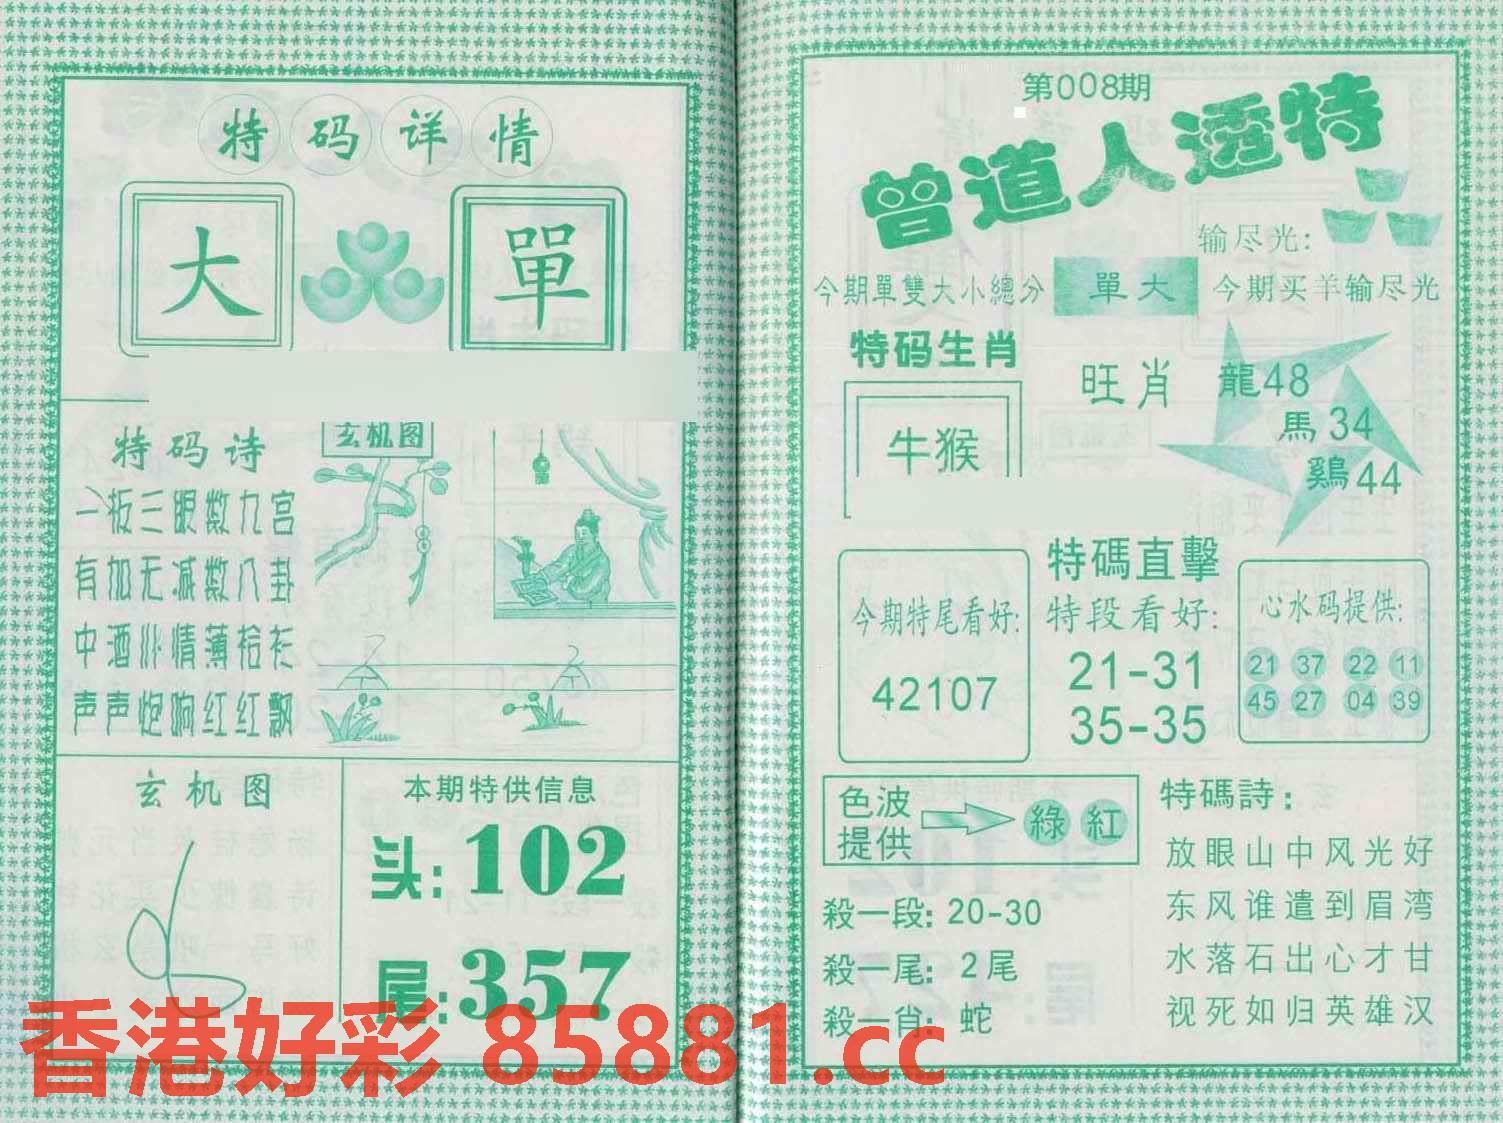 特码详情
大 單
特码诗
一板三眼数九宫
有加无减数八卦
中酒
情薄
声声炮响红红飘
玄机图
玄机图
本期特供信息
头:102
尾:357
第008期
曾道人透特
输尽光:
今期單雙大小總分 單大 今期买羊输尽光
特码生肖
牛猴
旺肖
龍48
馬34
鷄44
今期特尾看好:
42107
特碼直擊
特段看好:
21-31
35-35
心水码提供:
21 37 22 11
45 27 04 39
色波
提供
綠 紅
殺一段: 20-30
殺一尾: 2尾
殺一肖: 蛇
特碼詩:
放眼山中风光好
东风谁遣到眉湾
水落石出心才甘
视死如归英雄汉
香港好彩 85881.cc